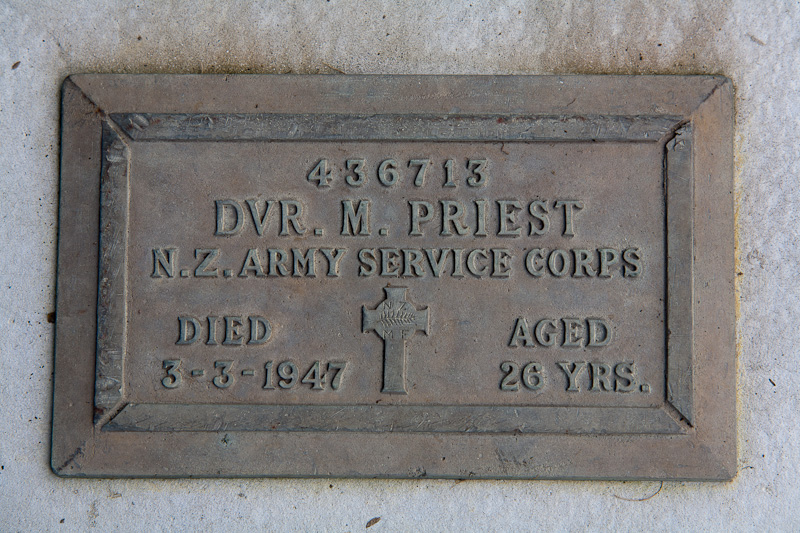 436713
DVR. M. PRIEST
N.Z. ARMY SERVICE CORPS
DIED
3-3-1947
N Z
M F
AGED
26 YRS.